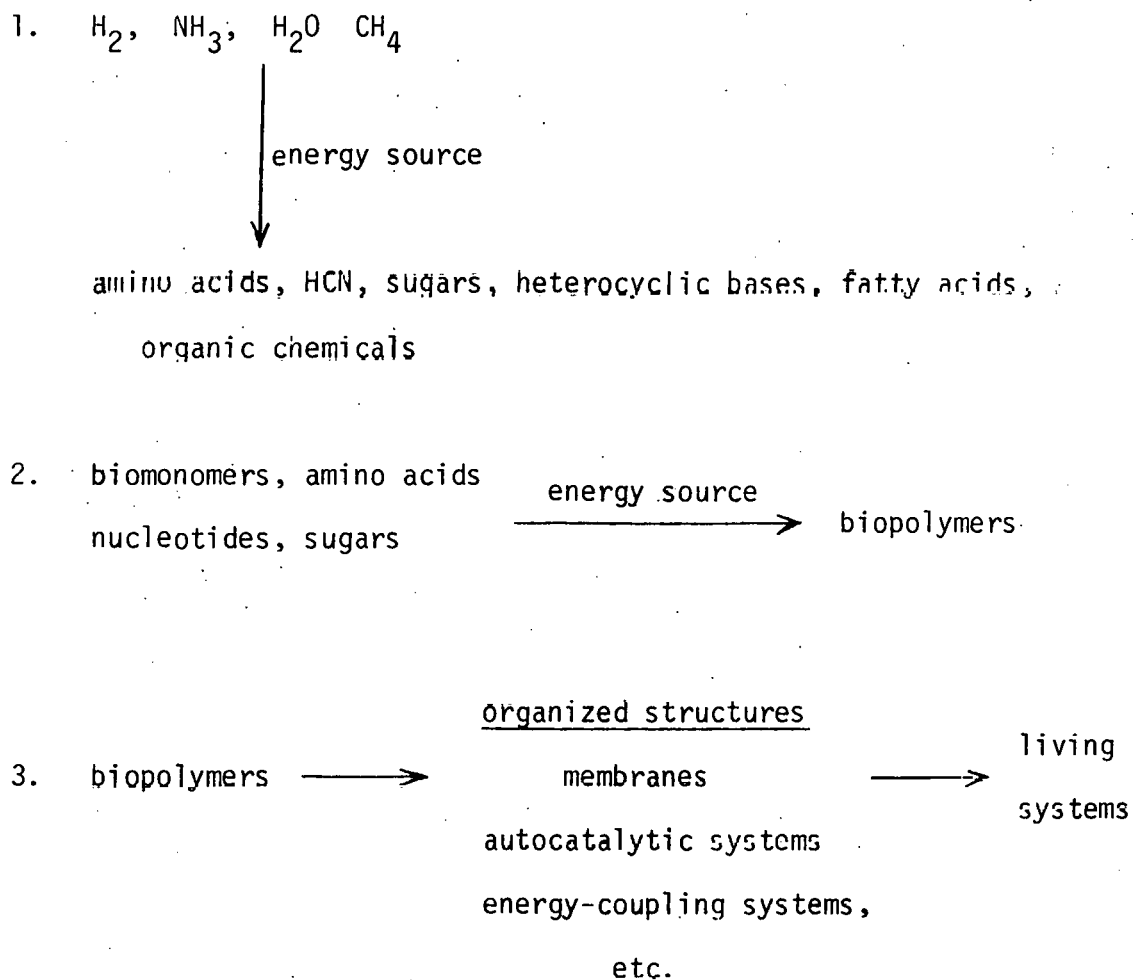 1. H2, NH3, H2O CH4
energy source
amino acids, HCN, sugars, heterocyclic bases, fatty acids,
organic chemicals
2. biomonomers, amino acids
nucleotides, sugars
energy source
biopolymers
3. biopolymers
organized structures
membranes
autocatalytic systems
energy-coupling systems,
etc.
living
systems